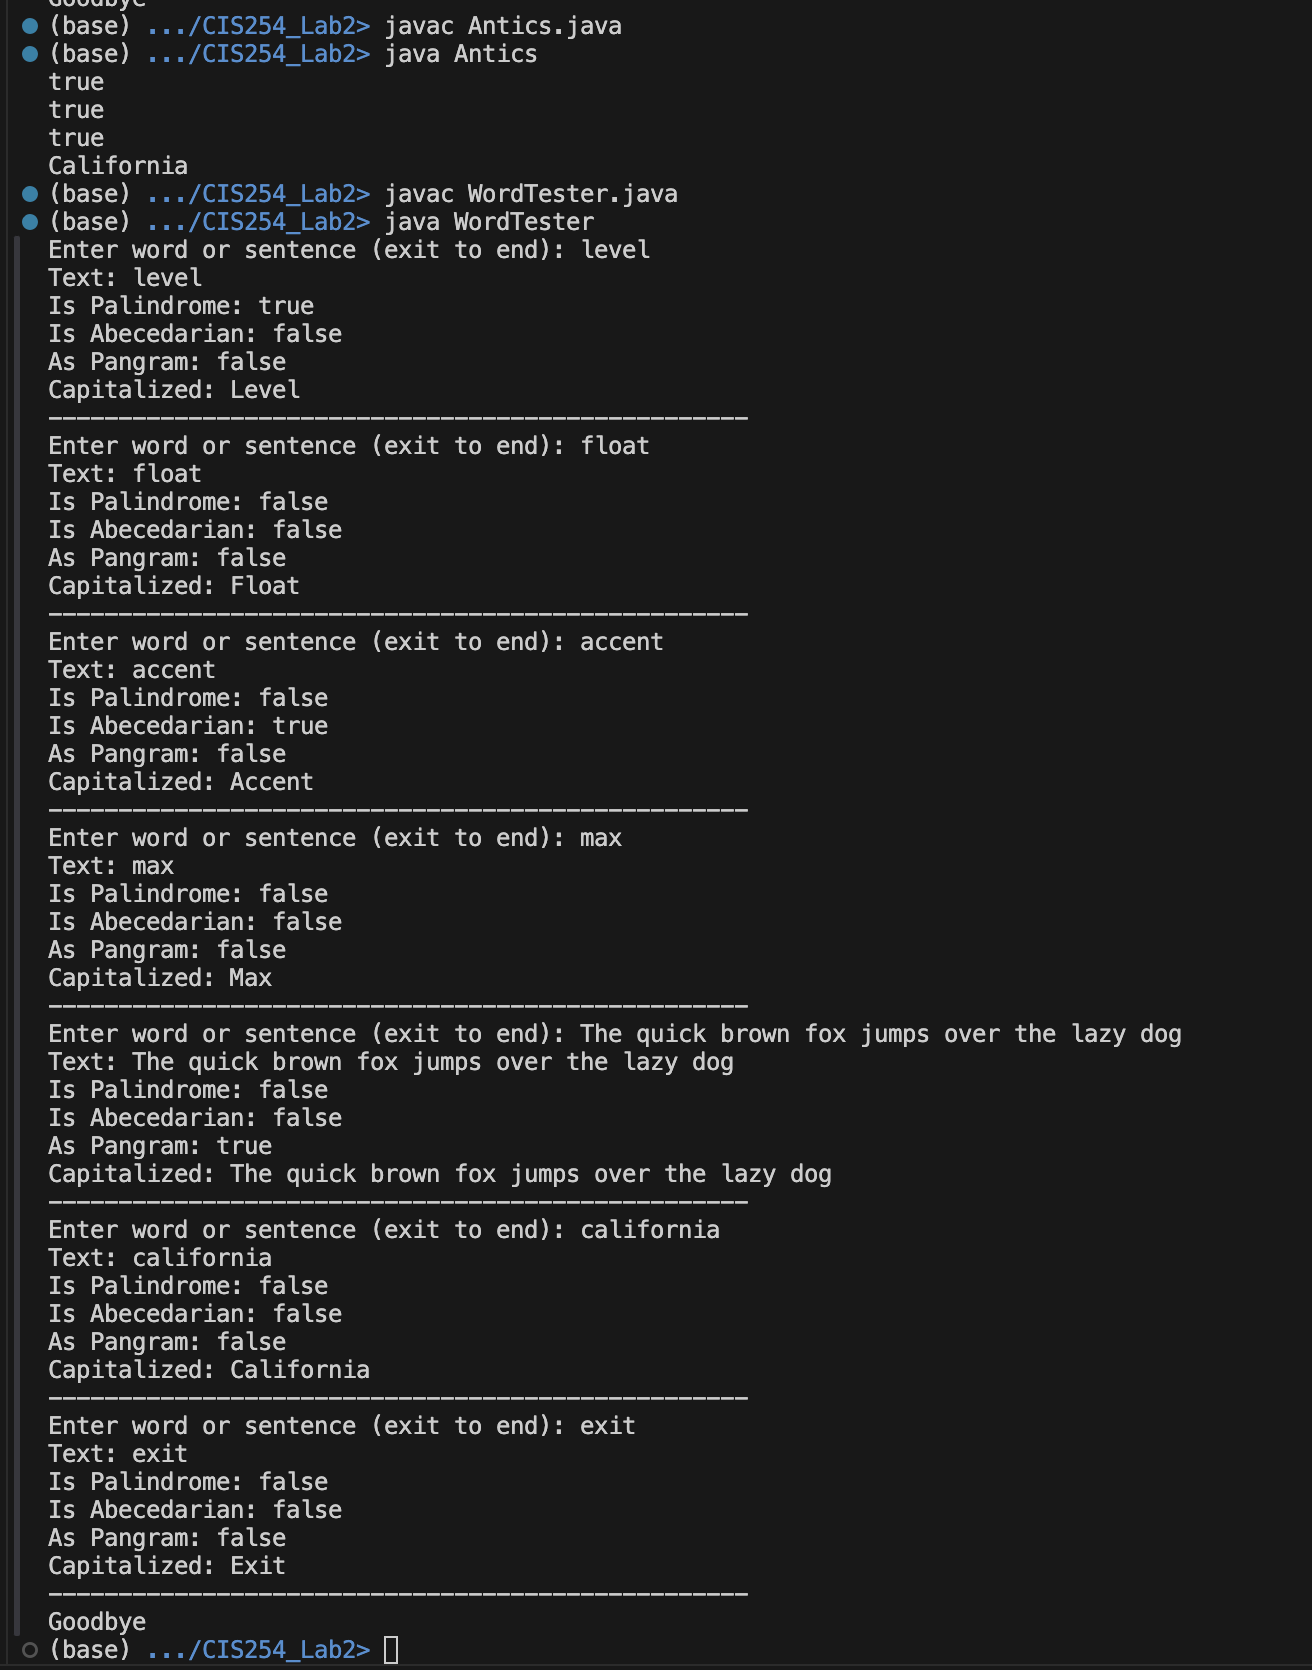 Goodbye
(base) .../CIS254_Lab2> javac Antics.java
(base) .../CIS254_Lab2> java Antics
true
true
true
California
(base) .../CIS254_Lab2> javac WordTester.java
(base) .../CIS254_Lab2> java WordTester
Enter word or sentence (exit to end): level
Text: level
Is Palindrome: true
Is Abecedarian: false
As Pangram: false
Capitalized: Level
--------------------------------------------------
Enter word or sentence (exit to end): float
Text: float
Is Palindrome: false
Is Abecedarian: false
As Pangram: false
Capitalized: Float
--------------------------------------------------
Enter word or sentence (exit to end): accent
Text: accent
Is Palindrome: false
Is Abecedarian: true
As Pangram: false
Capitalized: Accent
--------------------------------------------------
Enter word or sentence (exit to end): max
Text: max
Is Palindrome: false
Is Abecedarian: false
As Pangram: false
Capitalized: Max
--------------------------------------------------
Enter word or sentence (exit to end): The quick brown fox jumps over the lazy dog
Text: The quick brown fox jumps over the lazy dog
Is Palindrome: false
Is Abecedarian: false
As Pangram: true
Capitalized: The quick brown fox jumps over the lazy dog
--------------------------------------------------
Enter word or sentence (exit to end): california
Text: california
Is Palindrome: false
Is Abecedarian: false
As Pangram: false
Capitalized: California
--------------------------------------------------
Enter word or sentence (exit to end): exit
Text: exit
Is Palindrome: false
Is Abecedarian: false
As Pangram: false
Capitalized: Exit
--------------------------------------------------
Goodbye
(base) .../CIS254_Lab2>